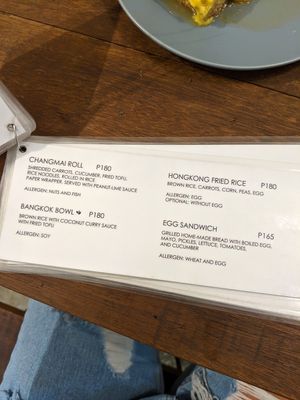 CHANGMAI ROLL P180
SHREDDED CARROTS, CUCUMBER, FRIED TOFU,
RICE NOODLES, ROLLED IN RICE
PAPER WRAPPER, SERVED WITH PEANUT-LIME SAUCE
ALLERGEN: NUTS AND FISH
BANGKOK BOWL P180
BROWN RICE WITH COCONUT CURRY SAUCE
WITH FRIED TOFU
ALLERGEN: SOY
HONGKONG FRIED RICE P180
BROWN RICE, CARROTS, CORN, PEAS, EGG
ALLERGEN: EGG
OPTIONAL: WITHOUT EGG
EGG SANDWICH P165
GRILLED HOME-MADE BREAD WITH BOILED EGG,
MAYO, PICKLES, LETTUCE, TOMATOES,
AND CUCUMBER
ALLERGEN: WHEAT AND EGG